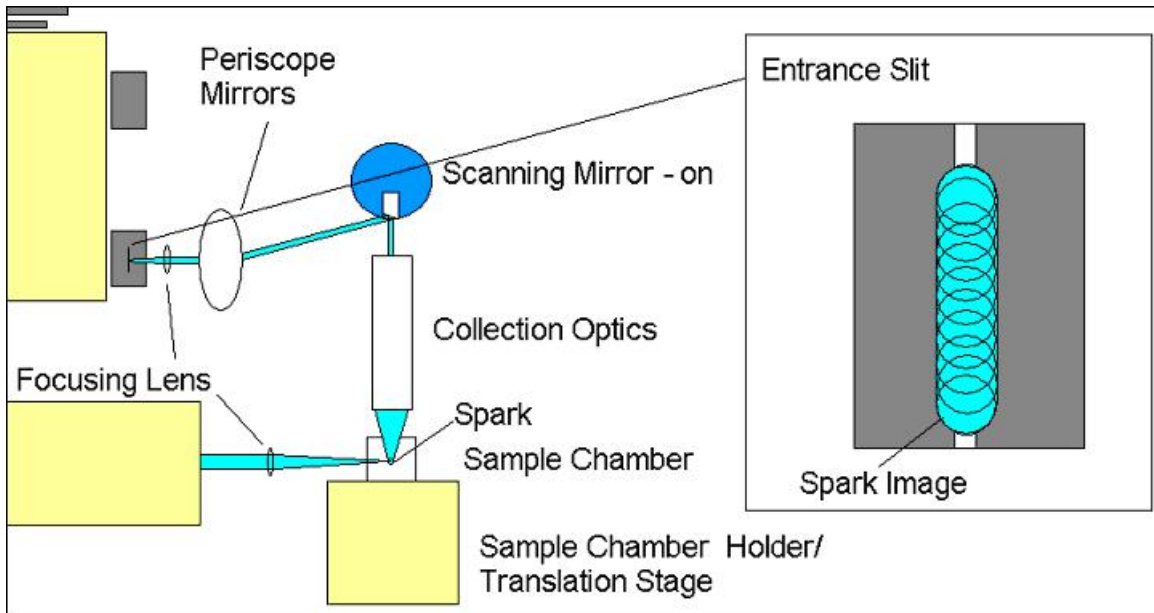 Periscope
Mirrors
Entrance Slit
Scanning Mirror - on
Collection Optics
Focusing Lens
Spark
Sample Chamber
Spark Image
Sample Chamber Holder/
Translation Stage